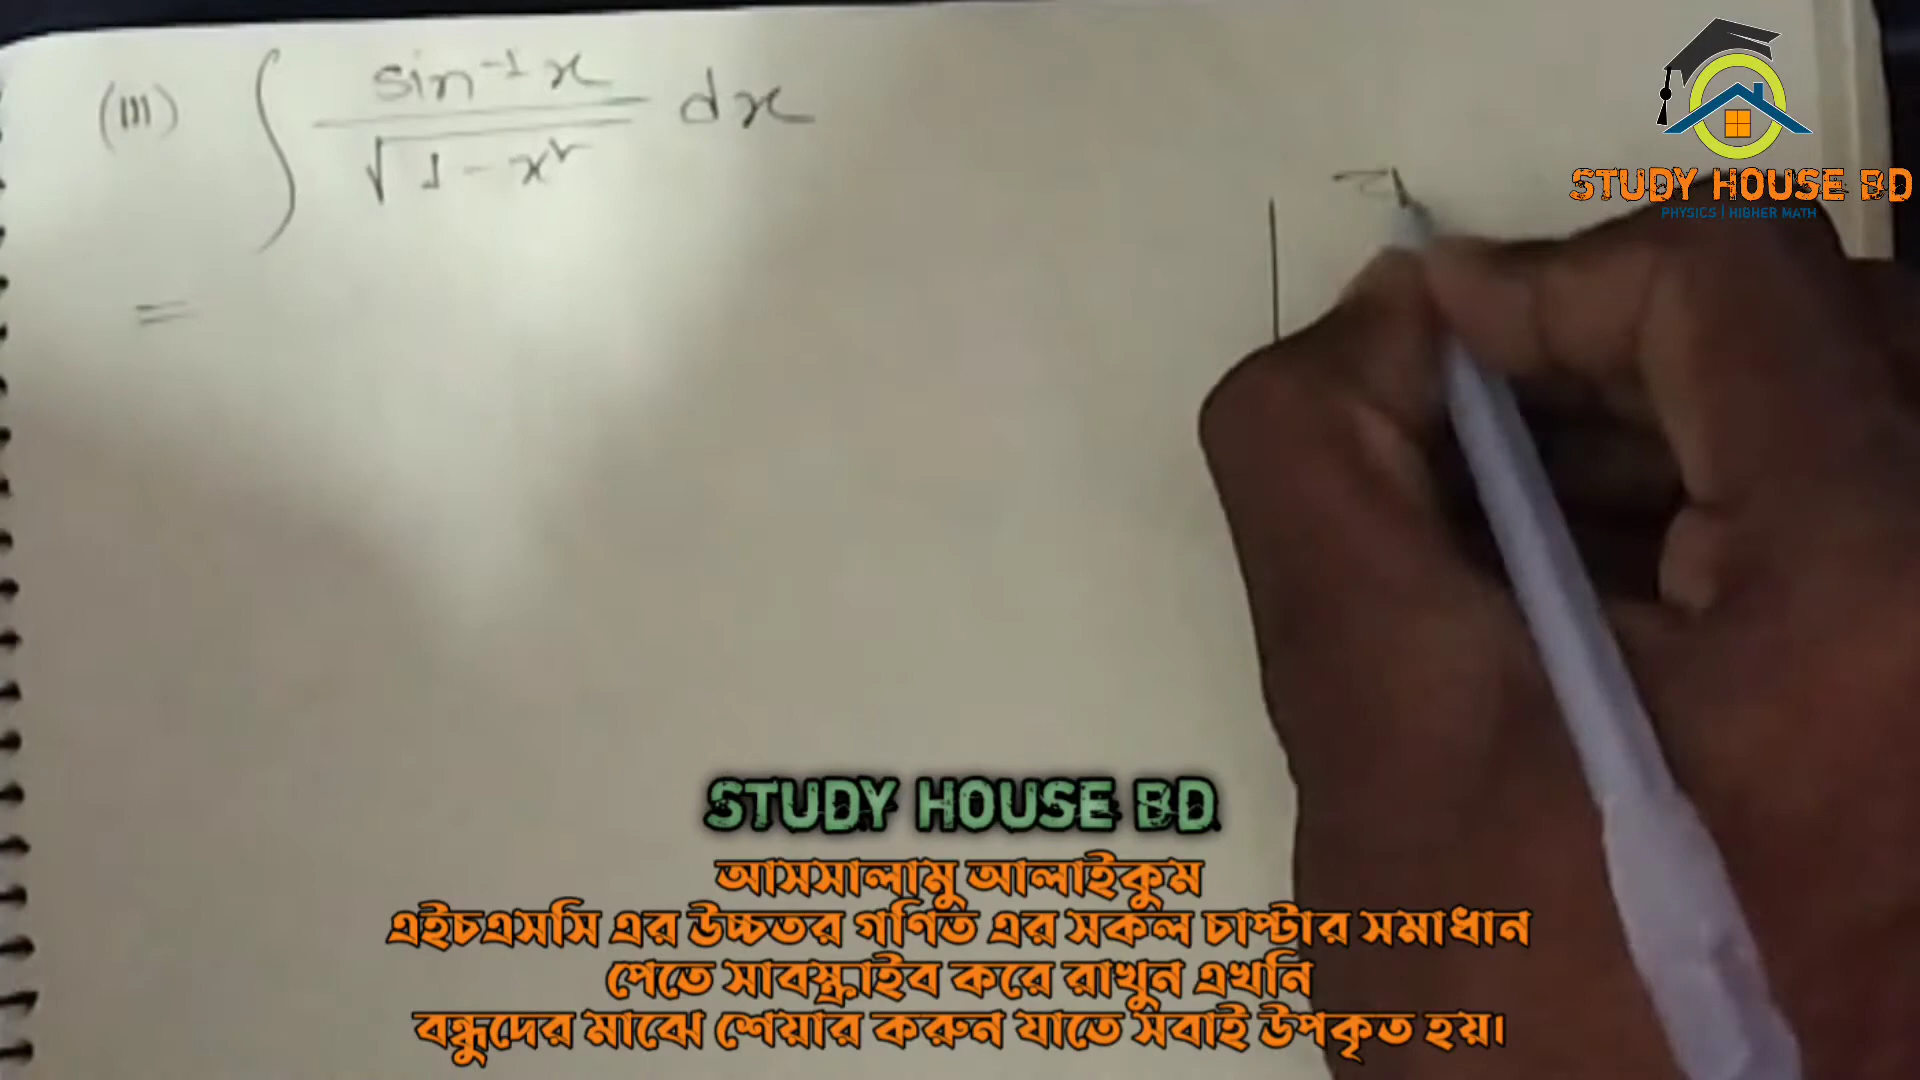 (iii) ∫ sin⁻¹x / √1-x² dx
=
STUDY HOUSE BD
PHYSICS | HIGHER MATH
STUDY HOUSE BD
আসসালামু আলাইকুম
এইচএসসি এর উচ্চতর গণিত এর সকল চাপ্টার সমাধান
পেতে সাবস্ক্রাইব করে রাখুন এখনি
বন্ধুদের মাঝে শেয়ার করুন যাতে সবাই উপকৃত হয়।